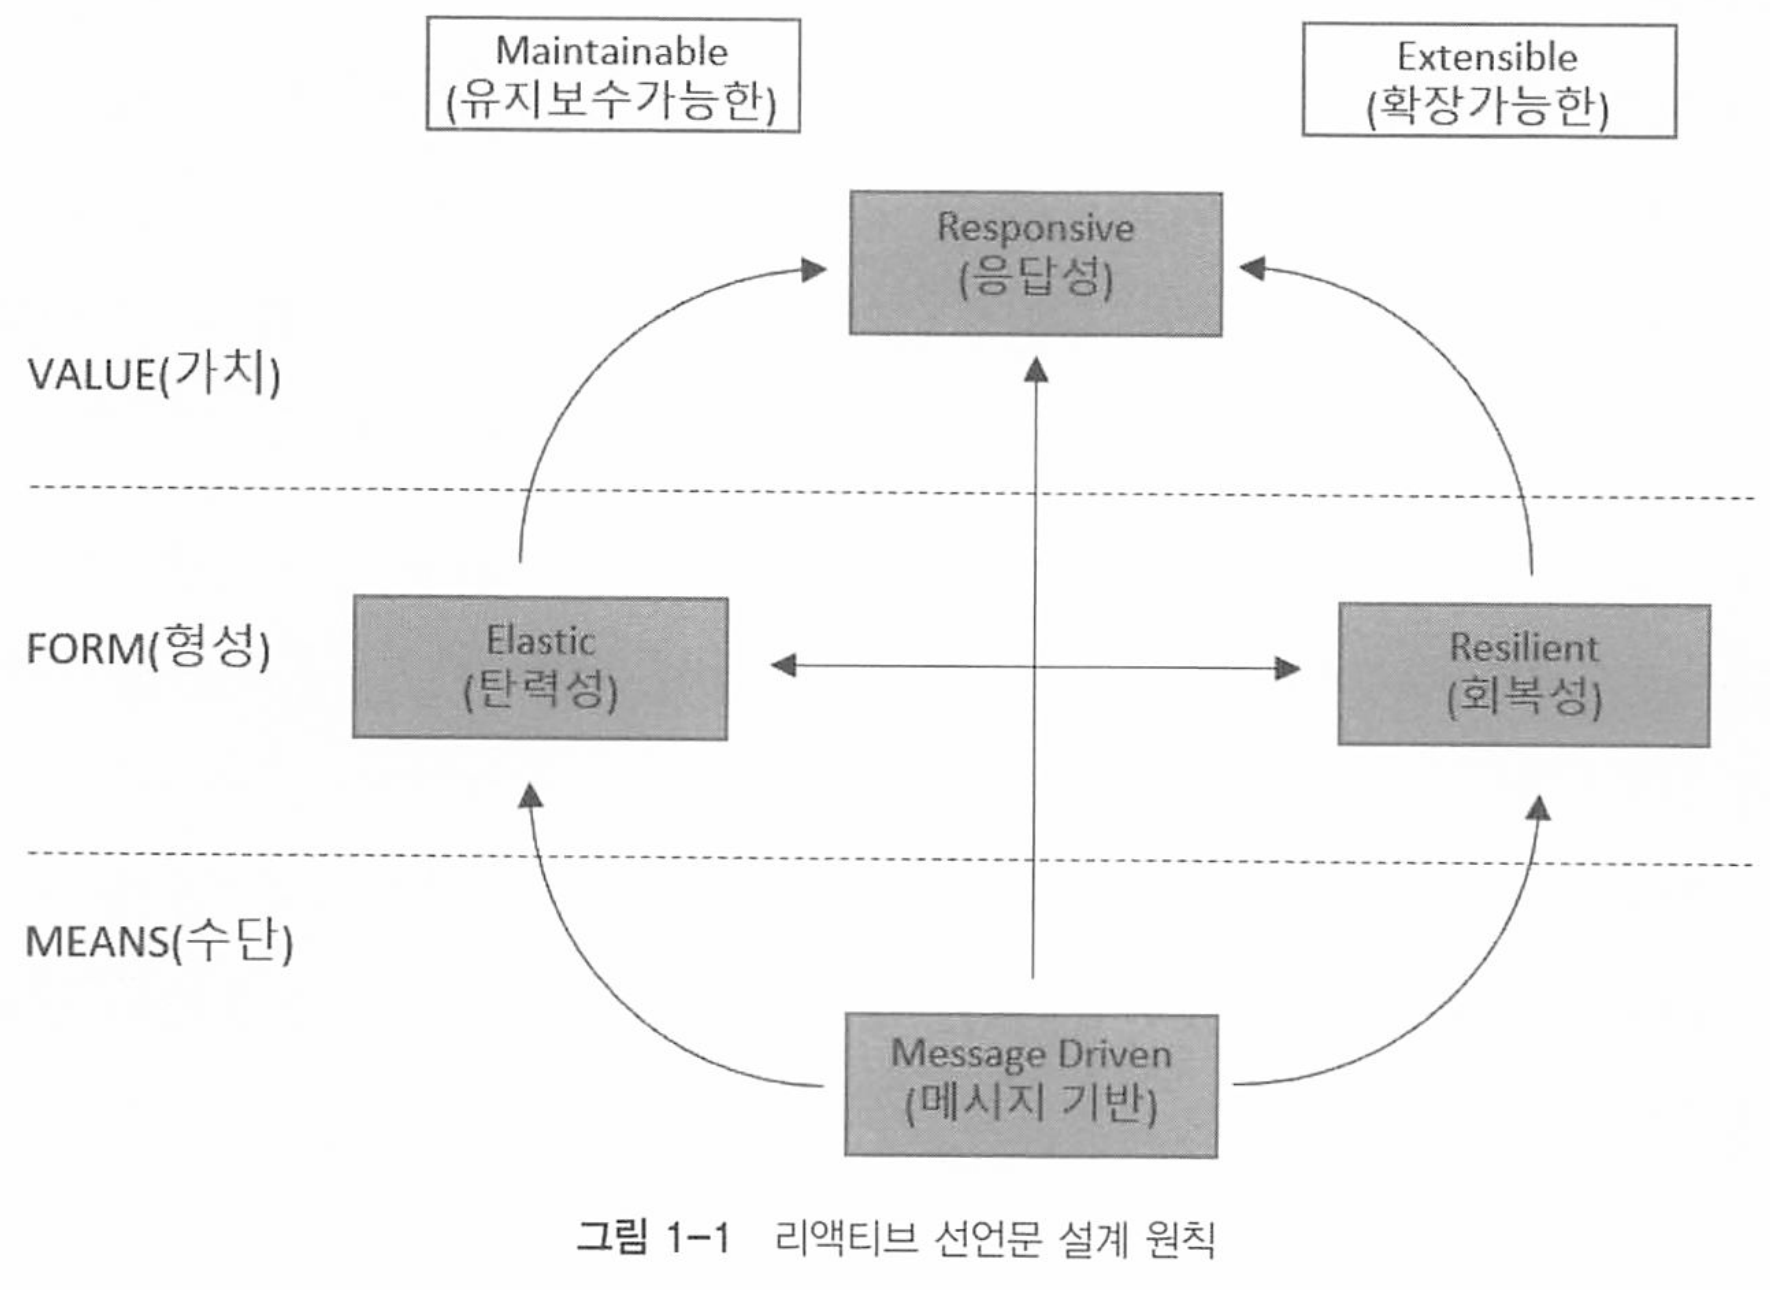 Maintainable
(유지보수가능한)
Extensible
(확장가능한)
Responsive
(응답성)
VALUE(가치)
FORM(형성)
Elastic
(탄력성)
Resilient
(회복성)
MEANS(수단)
Message Driven
(메시지 기반)
그림 1-1 리액티브 선언문 설계 원칙